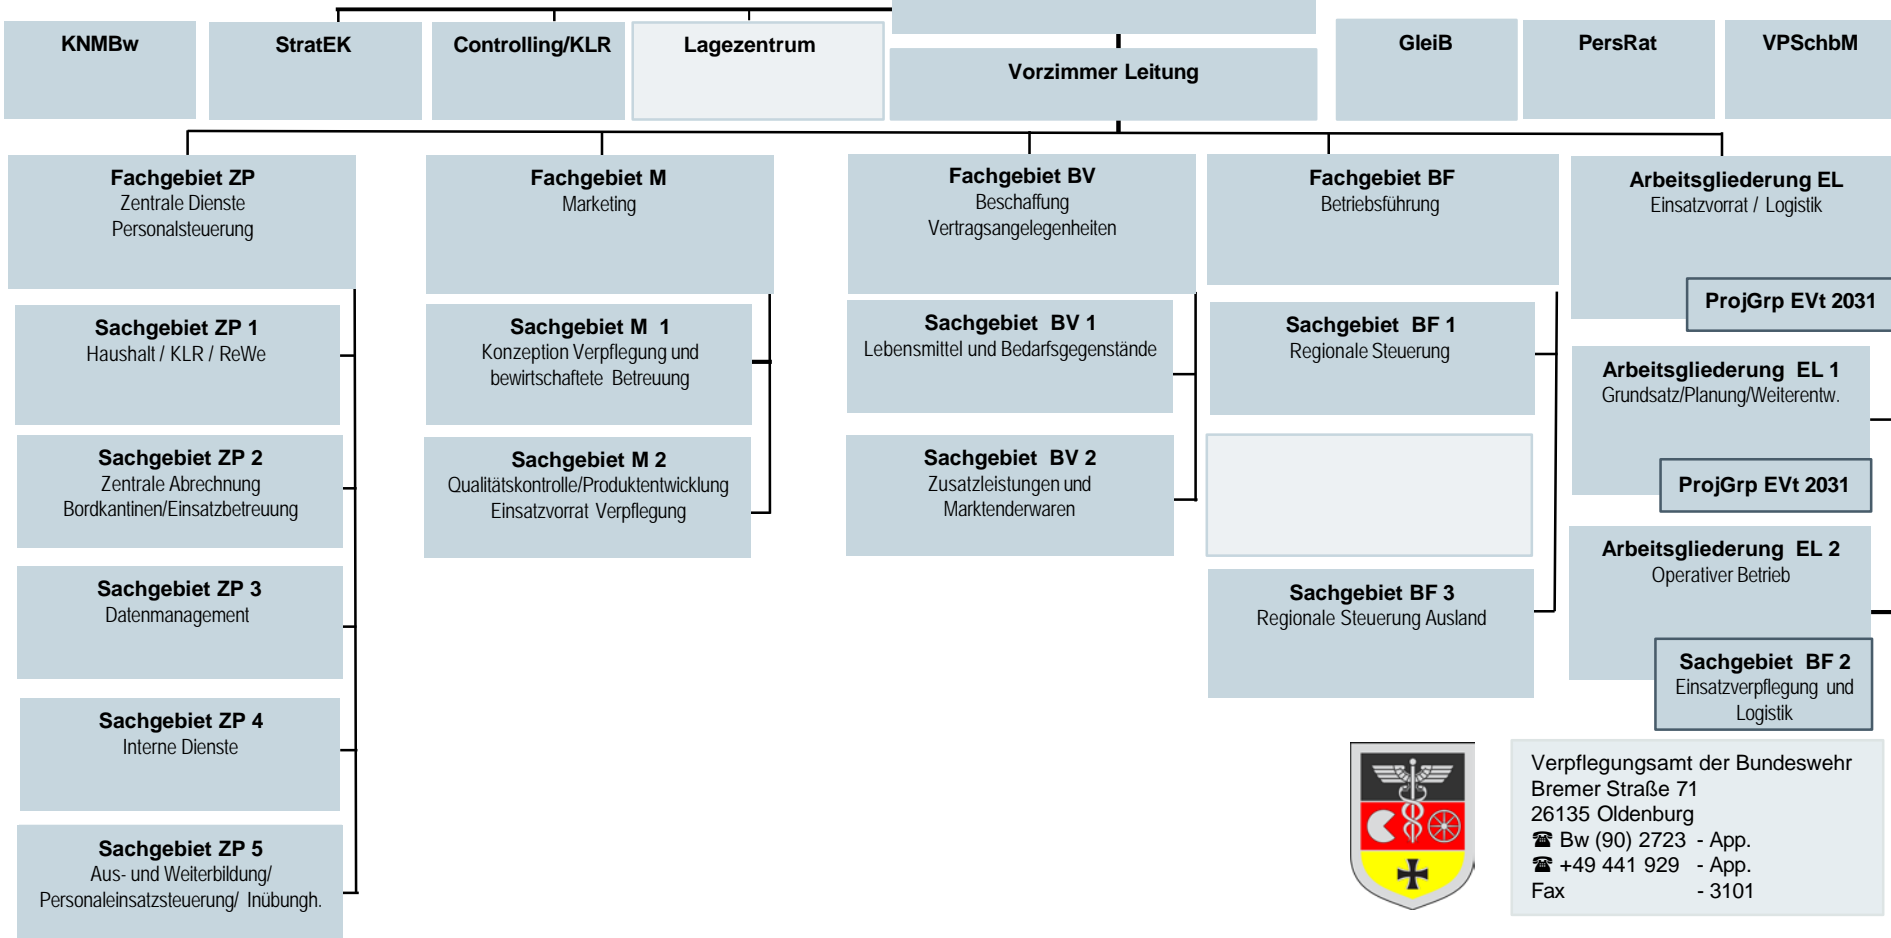 KNMBw
StratEK
Controlling/KLR
Lagezentrum
Vorzimmer Leitung
GleiB
PersRat
VPSchbM
Fachgebiet ZP
Zentrale Dienste
Personalsteuerung
Sachgebiet ZP 1
Haushalt / KLR / ReWe
Sachgebiet ZP 2
Zentrale Abrechnung
Bordkantinen/Einsatzbetreuung
Sachgebiet ZP 3
Datenmanagement
Sachgebiet ZP 4
Interne Dienste
Sachgebiet ZP 5
Aus- und Weiterbildung/
Personaleinsatzsteuerung/ Inübungh.
Fachgebiet M
Marketing
Sachgebiet M 1
Konzeption Verpflegung und
bewirtschaftete Betreuung
Sachgebiet M 2
Qualitätskontrolle/Produktentwicklung
Einsatzvorrat Verpflegung
Fachgebiet BV
Beschaffung
Vertragsangelegenheiten
Sachgebiet BV 1
Lebensmittel und Bedarfsgegenstände
Sachgebiet BV 2
Zusatzleistungen und
Marktenderwaren
Fachgebiet BF
Betriebsführung
Sachgebiet BF 1
Regionale Steuerung
Sachgebiet BF 3
Regionale Steuerung Ausland
Arbeitsgliederung EL
Einsatzvorrat / Logistik
ProjGrp EVt 2031
Arbeitsgliederung EL 1
Grundsatz/Planung/Weiterentw.
ProjGrp EVt 2031
Arbeitsgliederung EL 2
Operativer Betrieb
Sachgebiet BF 2
Einsatzverpflegung und
Logistik
Verpflegungsamt der Bundeswehr
Bremer Straße 71
26135 Oldenburg
☎ Bw (90) 2723 - App.
☎ +49 441 929 - App.
Fax - 3101